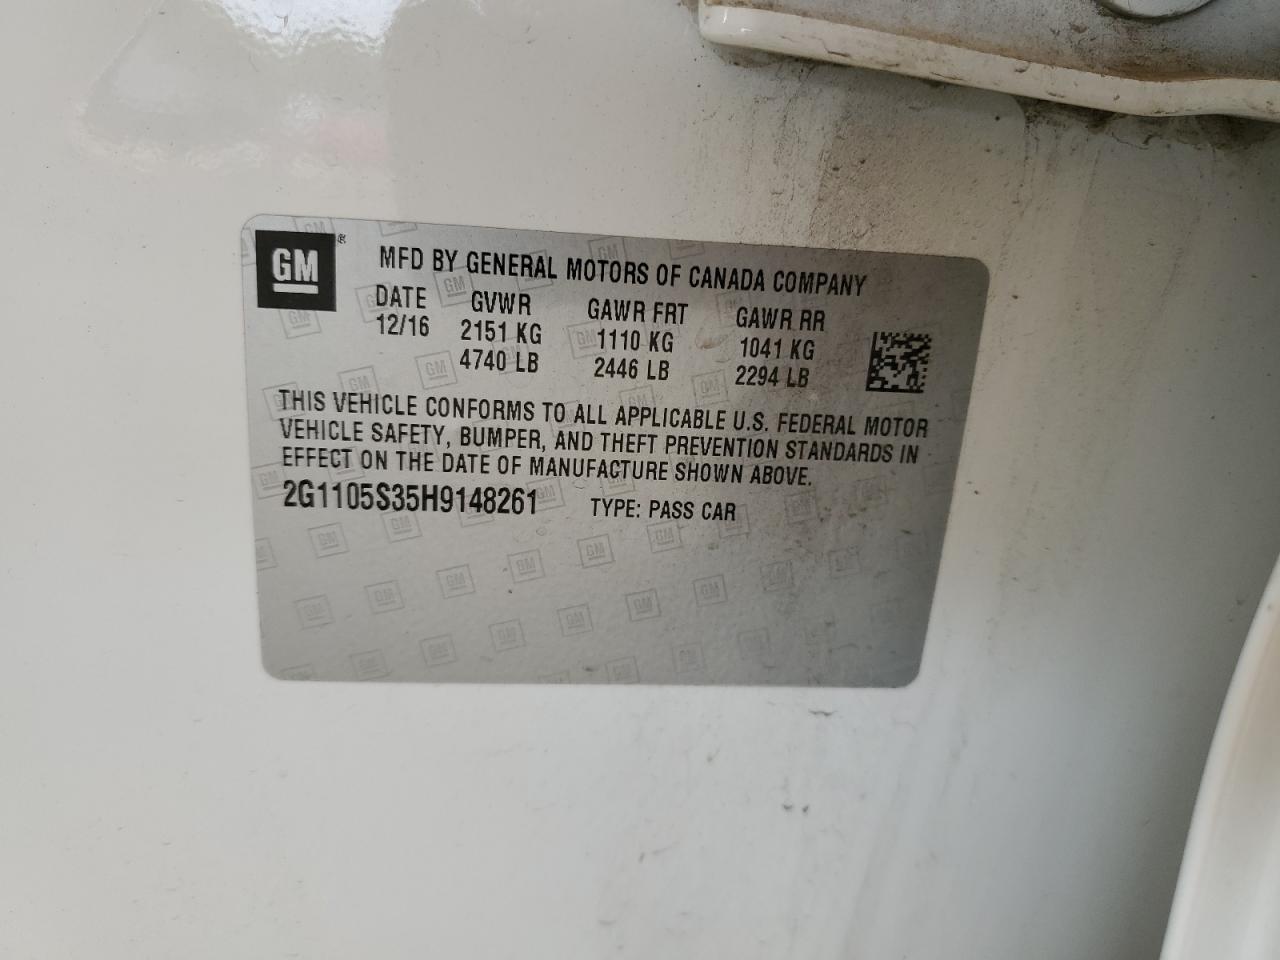 GM ®
MFD BY GENERAL MOTORS OF CANADA COMPANY
DATE GVWR GAWR FRT GAWR RR
12/16 2151 KG 1110 KG 1041 KG
4740 LB 2446 LB 2294 LB
THIS VEHICLE CONFORMS TO ALL APPLICABLE U.S. FEDERAL MOTOR
VEHICLE SAFETY, BUMPER, AND THEFT PREVENTION STANDARDS IN
EFFECT ON THE DATE OF MANUFACTURE SHOWN ABOVE.
2G1105S35H9148261 TYPE: PASS CAR